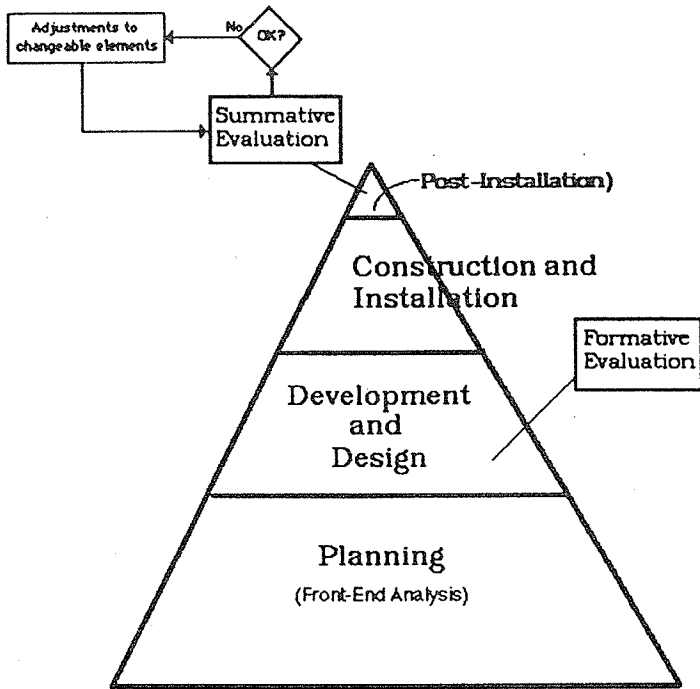 Adjustments to
changeable elements
No
OK?
Summative
Evaluation
Post-Installation)
Construction and
Installation
Formative
Evaluation
Development
and
Design
Planning
(Front-End Analysis)